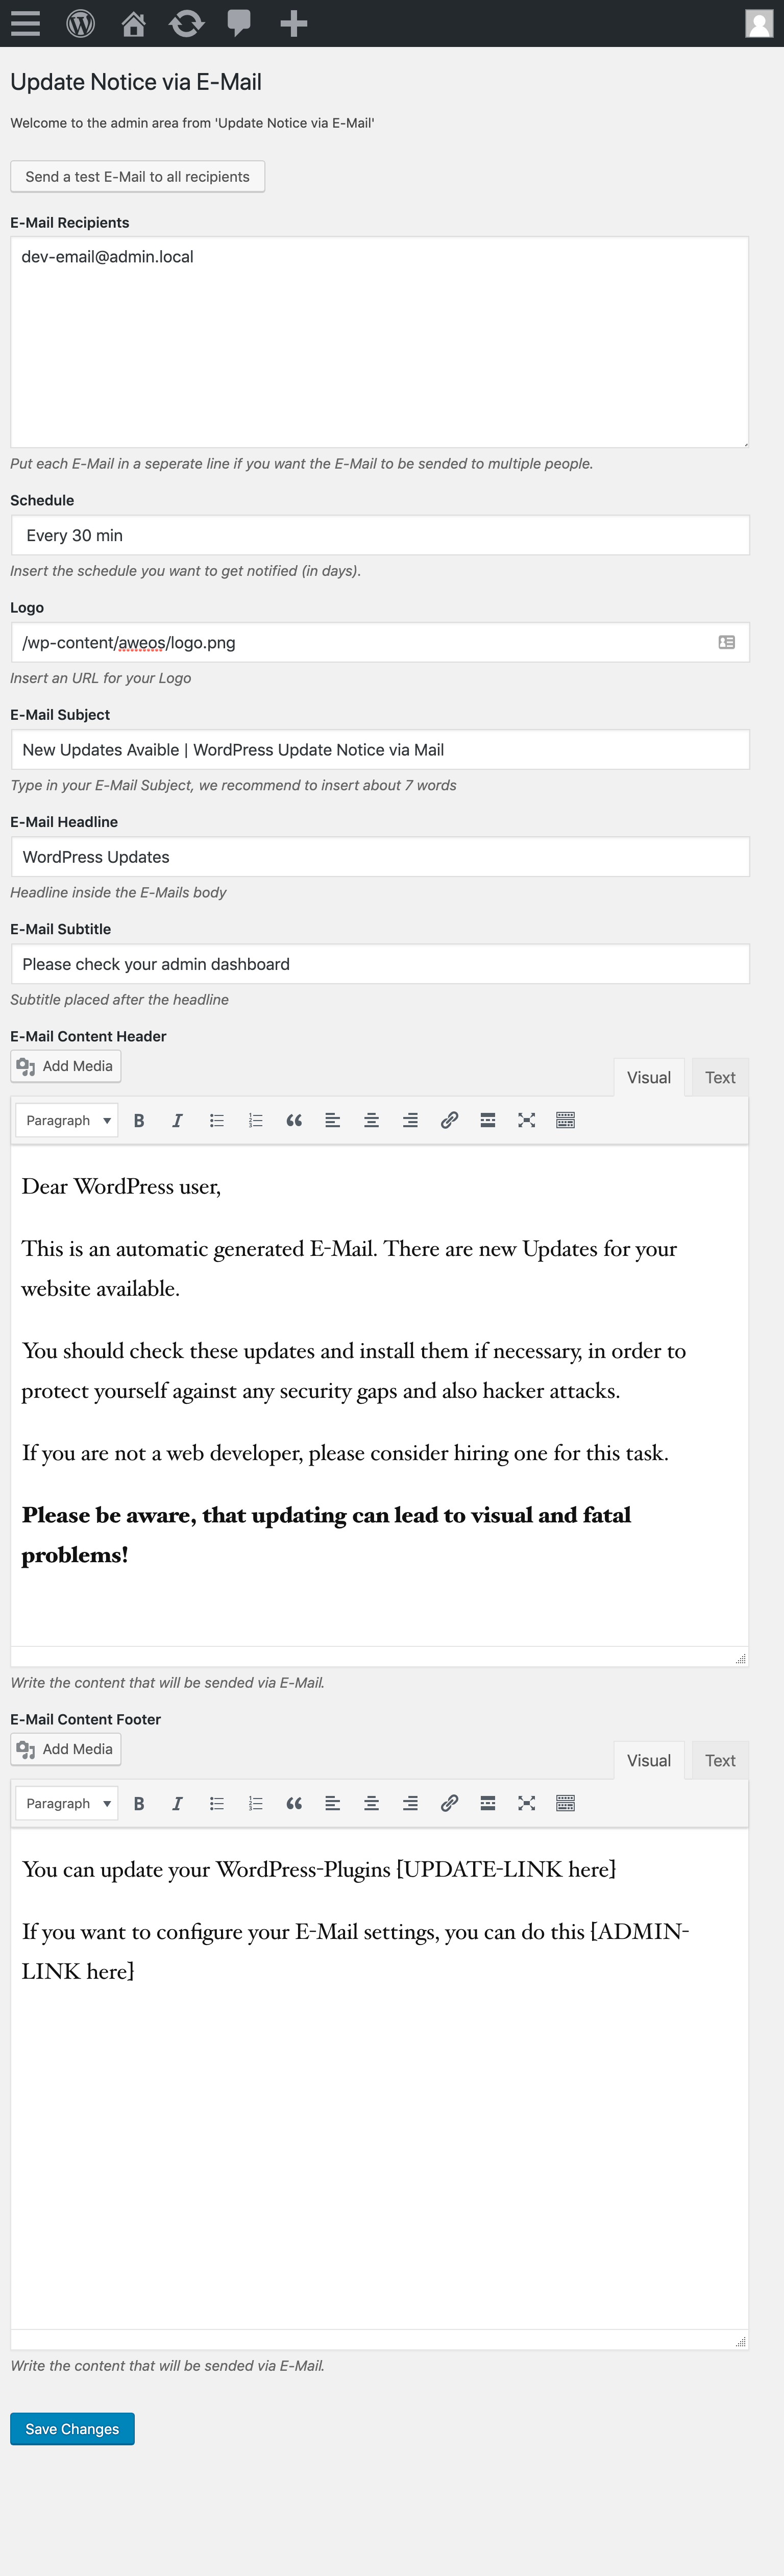 Update Notice via E-Mail
Welcome to the admin area from 'Update Notice via E-Mail'
Send a test E-Mail to all recipients
E-Mail Recipients
dev-email@admin.local
Put each E-Mail in a seperate line if you want the E-Mail to be sended to multiple people.
Schedule
Every 30 min
Insert the schedule you want to get notified (in days).
Logo
/wp-content/aweos/logo.png
Insert an URL for your Logo
E-Mail Subject
New Updates Avaible | WordPress Update Notice via Mail
Type in your E-Mail Subject, we recommend to insert about 7 words
E-Mail Headline
WordPress Updates
Headline inside the E-Mails body
E-Mail Subtitle
Please check your admin dashboard
Subtitle placed after the headline
E-Mail Content Header
Add Media
Visual Text
Paragraph
Dear WordPress user,
This is an automatic generated E-Mail. There are new Updates for your
website available.
You should check these updates and install them if necessary, in order to
protect yourself against any security gaps and also hacker attacks.
If you are not a web developer, please consider hiring one for this task.
Please be aware, that updating can lead to visual and fatal
problems!
Write the content that will be sended via E-Mail.
E-Mail Content Footer
Add Media
Visual Text
Paragraph
You can update your WordPress-Plugins {UPDATE-LINK here}
If you want to configure your E-Mail settings, you can do this {ADMIN-
LINK here}
Write the content that will be sended via E-Mail.
Save Changes